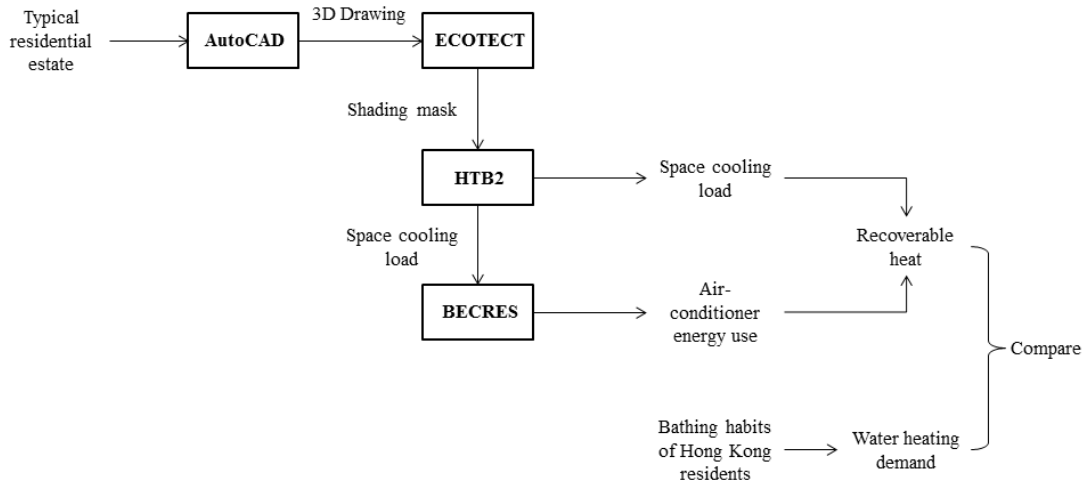 Typical
residential
estate
AutoCAD
3D Drawing
ECOTECT
Shading mask
HTB2
Space cooling
load
Space cooling
load
Recoverable
heat
BECRES
Air-
conditioner
energy use
Compare
Bathing habits
of Hong Kong
residents
Water heating
demand